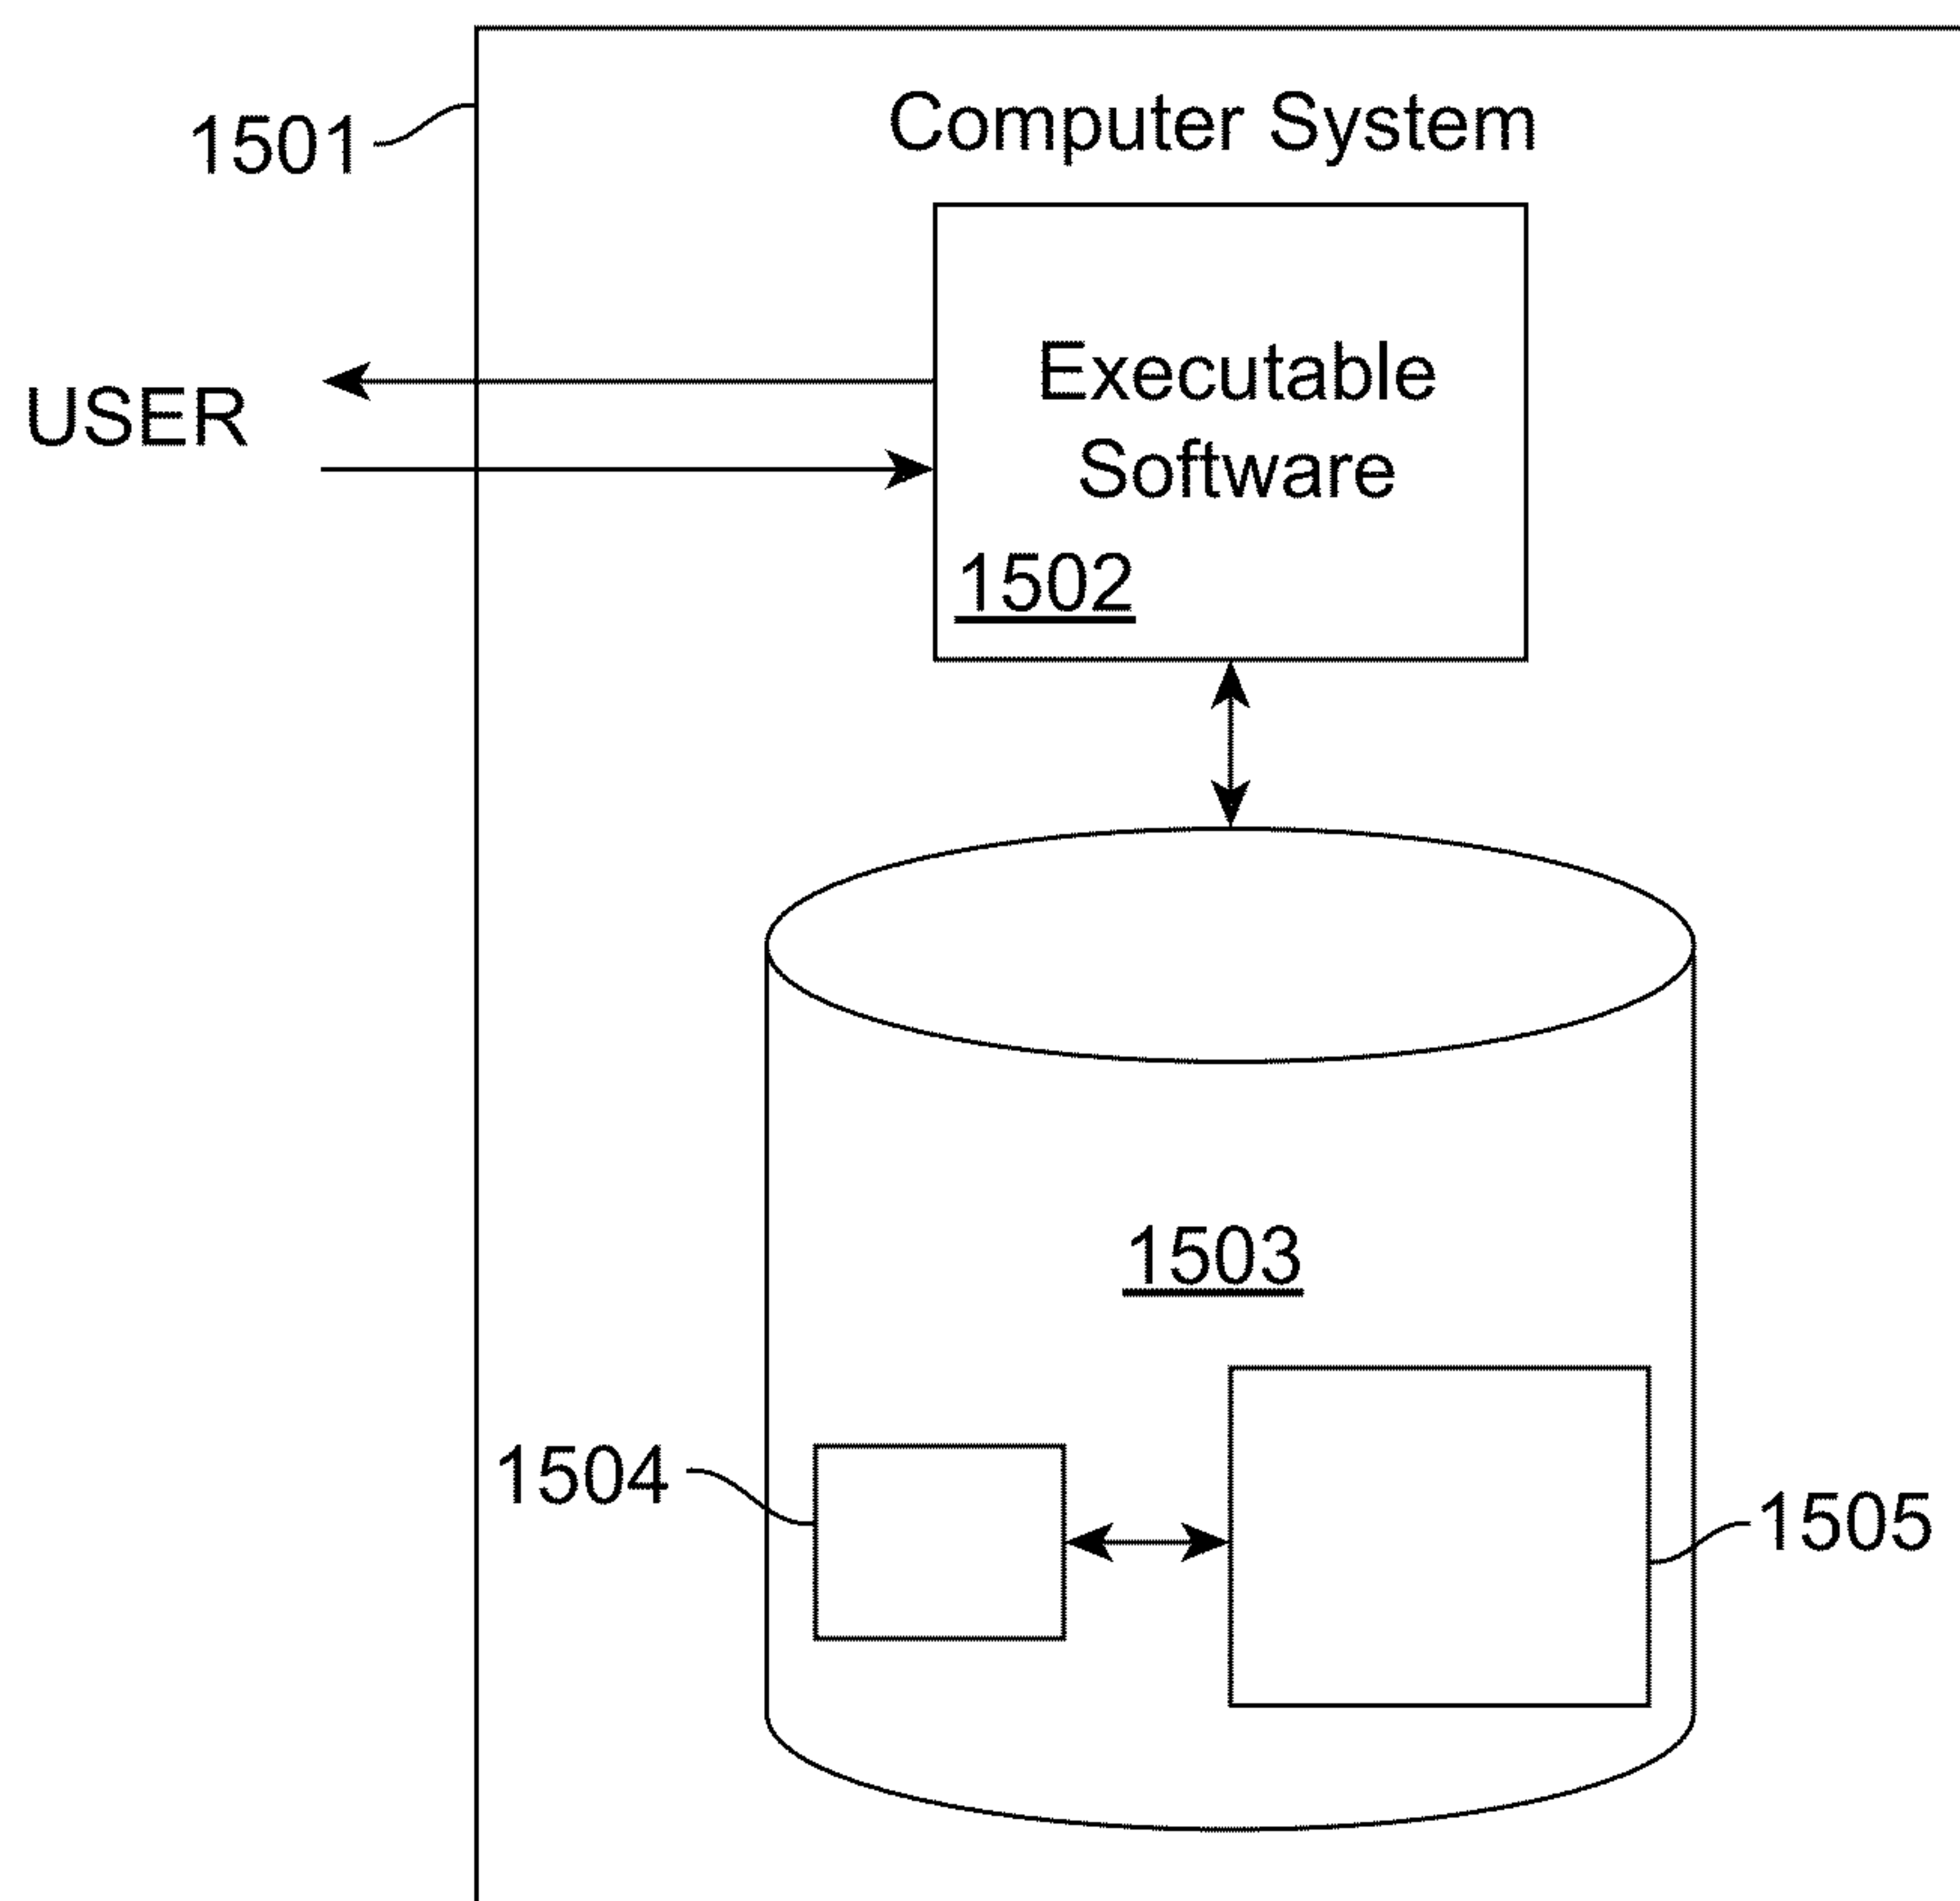 Computer System
1501
Executable
USER
Software
1502
1503
1504
1505